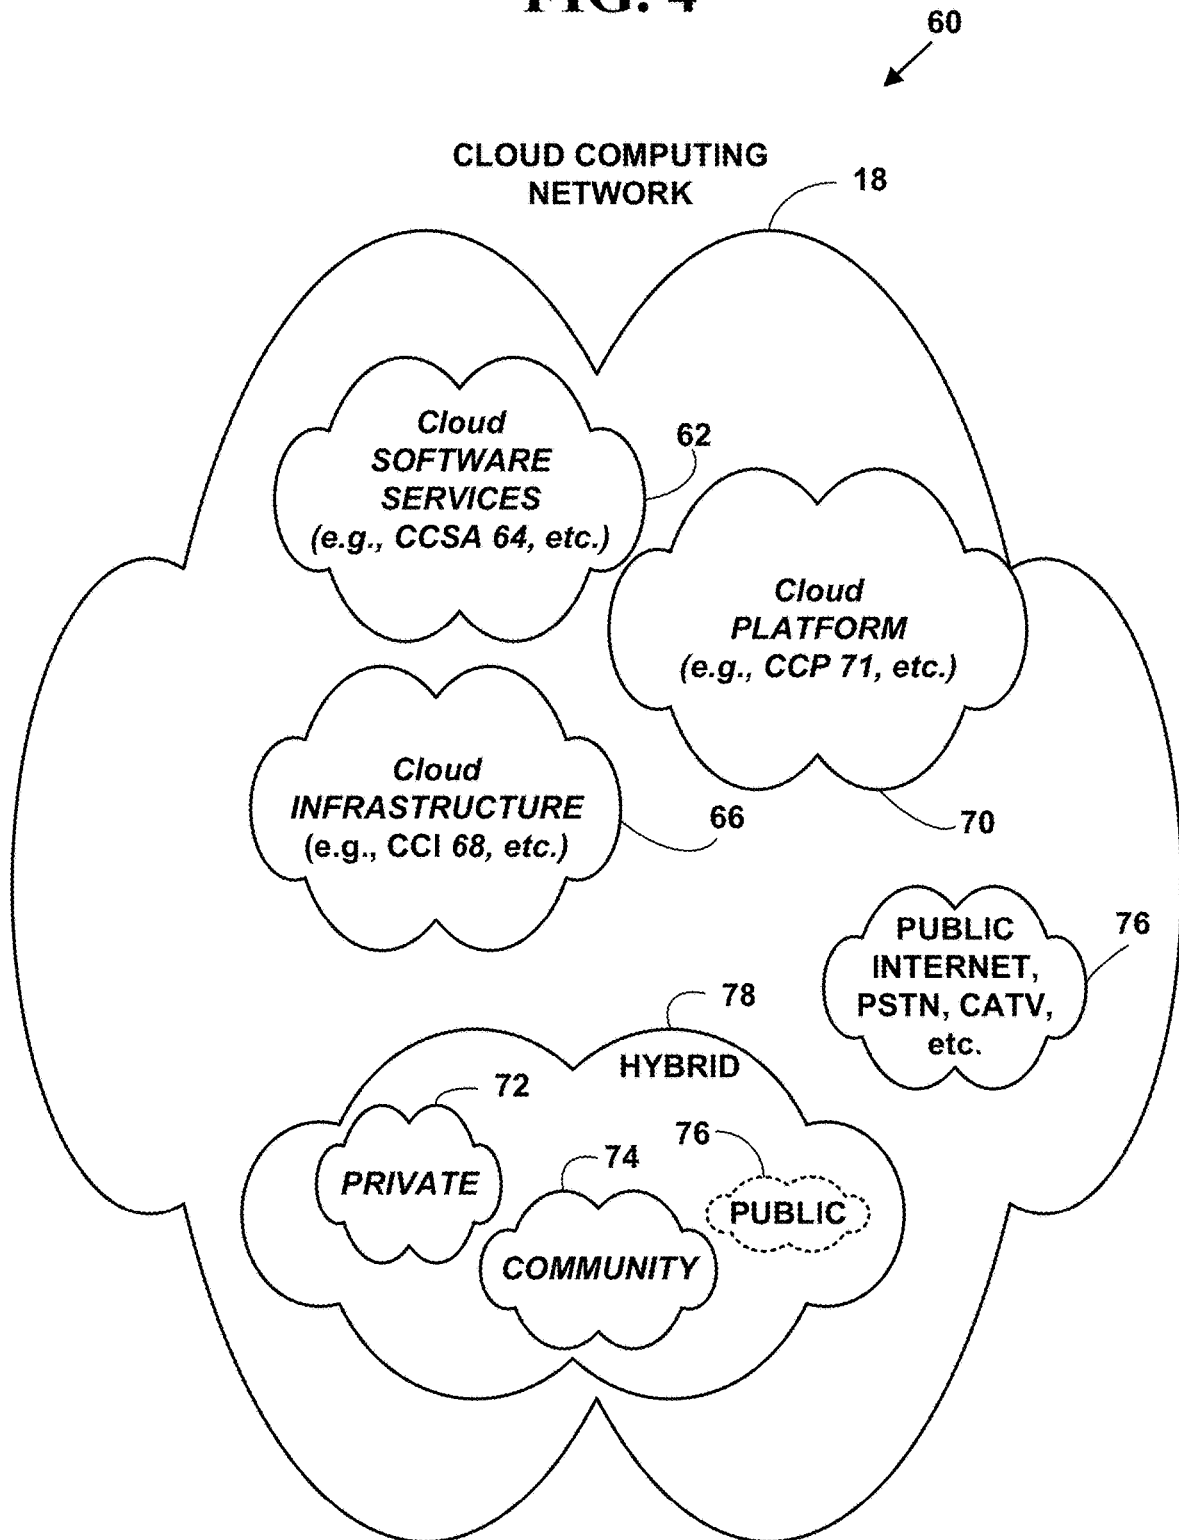 FIG. 4
60
CLOUD COMPUTING
NETWORK
18
Cloud
SOFTWARE
SERVICES
(e.g., CCSA 64, etc.)
62
Cloud
PLATFORM
(e.g., CCP 71, etc.)
70
Cloud
INFRASTRUCTURE
(e.g., CCI 68, etc.)
66
PUBLIC
INTERNET,
PSTN, CATV,
etc.
76
78
HYBRID
72
PRIVATE
74
COMMUNITY
76
PUBLIC